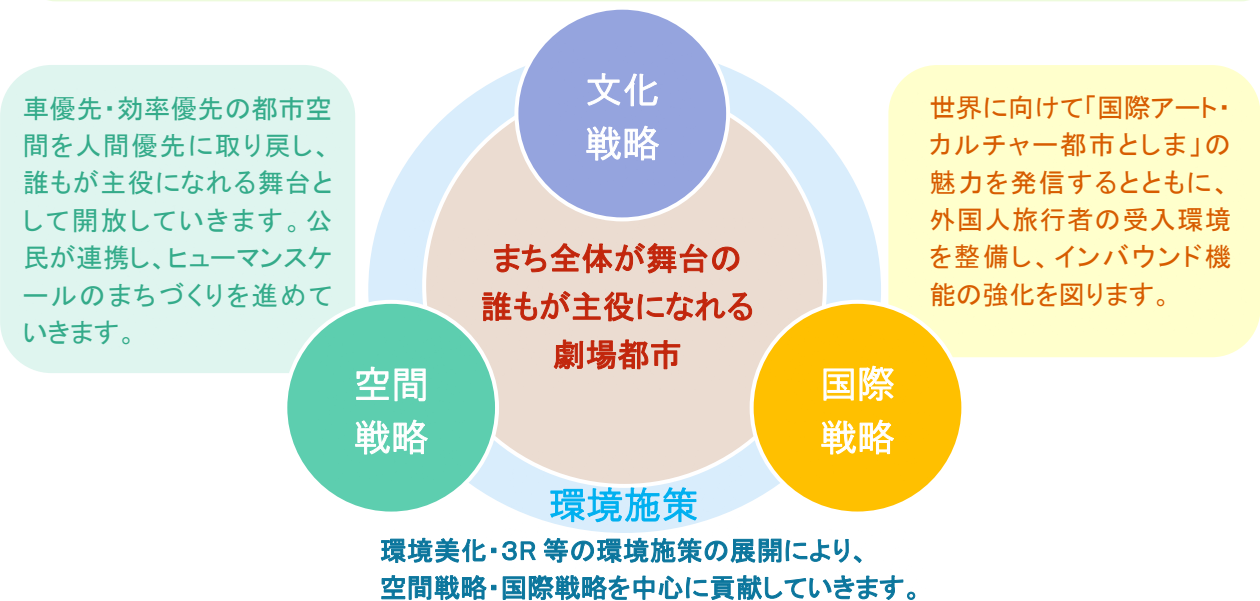 文化
戦略
車優先・効率優先の都市空
間を人間優先に取り戻し、
誰もが主役になれる舞台と
して開放していきます。公
民が連携し、ヒューマンスケ
ールのまちづくりを進めて
いきます。
世界に向けて「国際アート・
カルチャー都市としま」の
魅力を発信するとともに、
外国人旅行者の受入環境
を整備し、インバウンド機
能の強化を図ります。
まち全体が舞台の
誰もが主役になれる
劇場都市
空間
戦略
国際
戦略
環境施策
環境美化・3R 等の環境施策の展開により、
空間戦略・国際戦略を中心に貢献していきます。